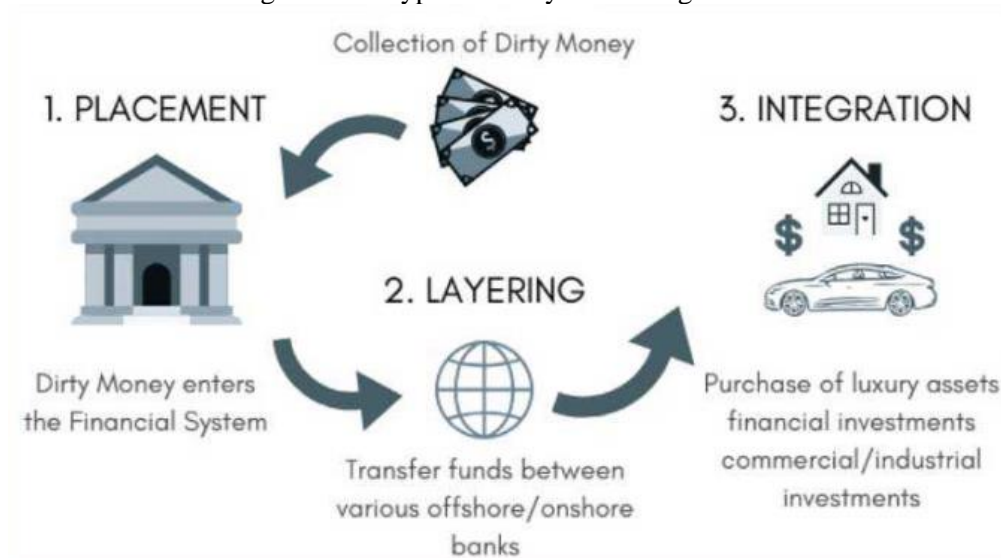 Collection of Dirty Money
1. PLACEMENT
Dirty Money enters
the Financial System
2. LAYERING
Transfer funds between
various offshore/onshore
banks
3. INTEGRATION
$ $
Purchase of luxury assets
financial investments
commercial/industrial
investments